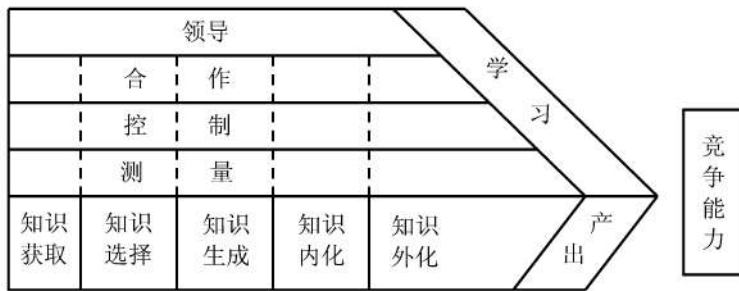 领导
合作
控制
测量
知识获取
知识选择
知识生成
知识内化
知识外化
学习
产出
竞争能力